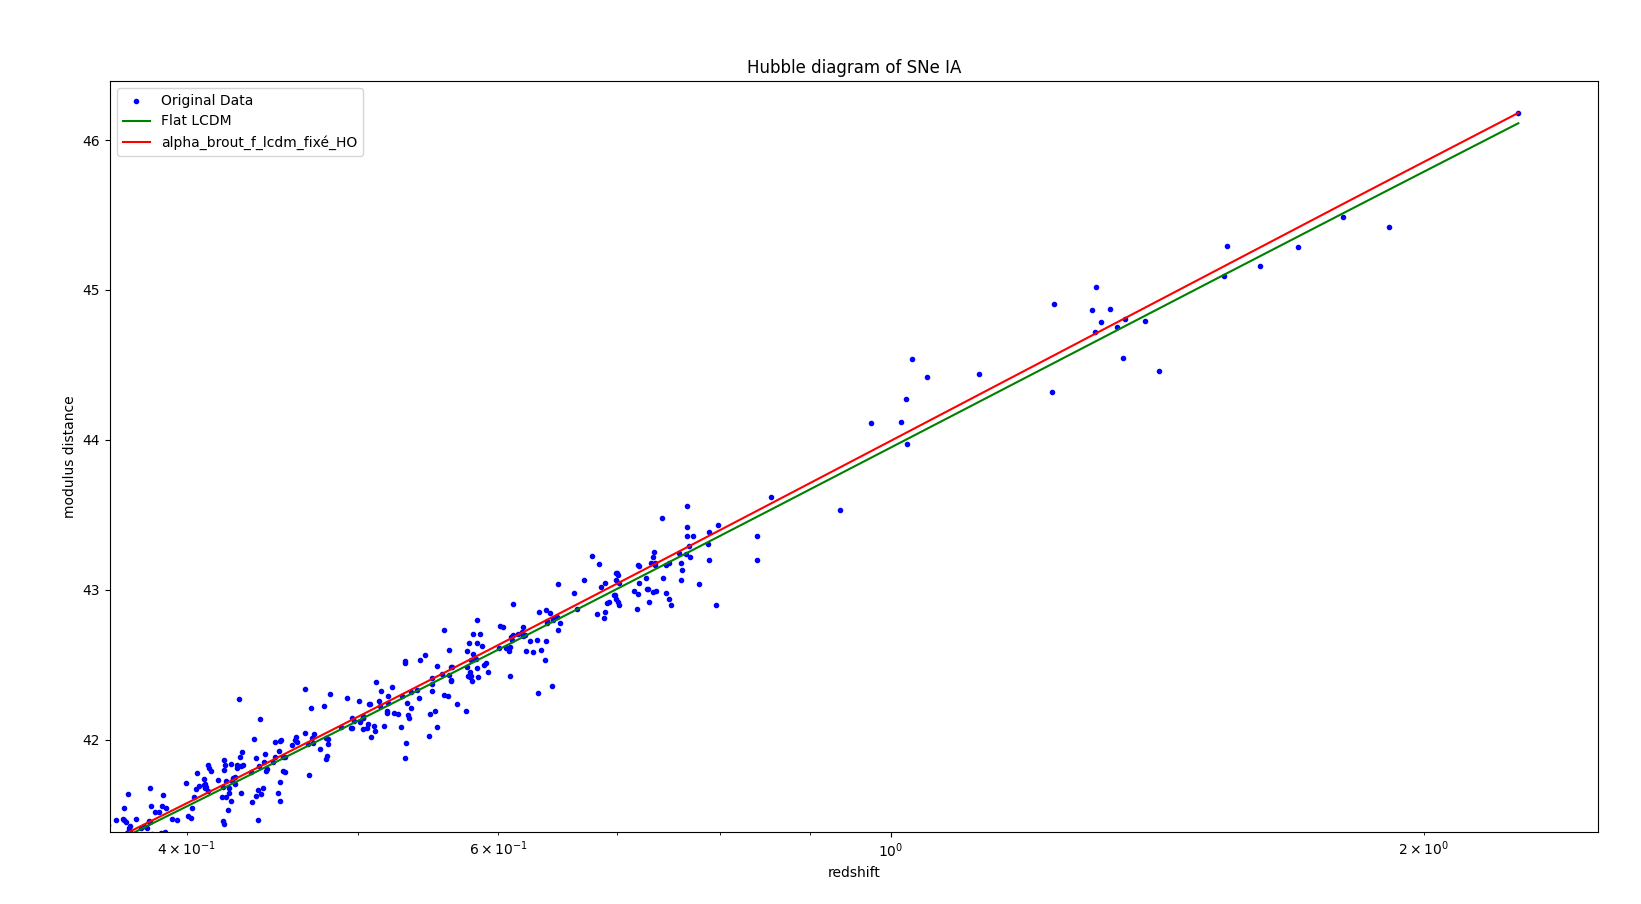 Hubble diagram of SNe IA
Original Data
Flat LCDM
alpha_brout_f_lcdm_fixé_HO
46
45
44
43
42
modulus distance
4 × 10⁻¹
6 × 10⁻¹
10⁰
2 × 10⁰
redshift